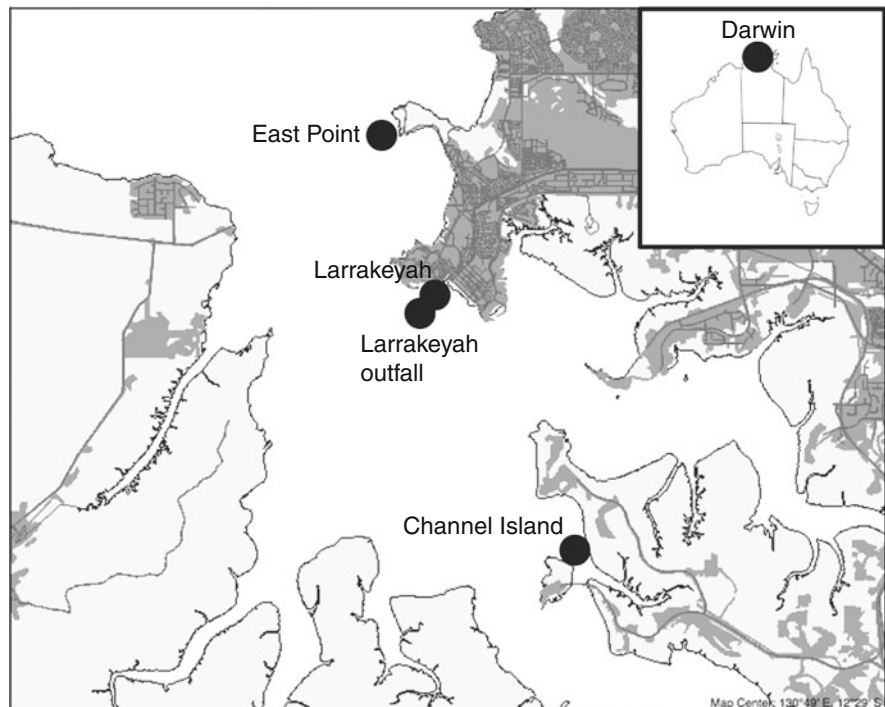 Darwin
East Point
Larrakeyah
Larrakeyah
outfall
Channel Island
Map Center: 130°49' E, 12°29' S